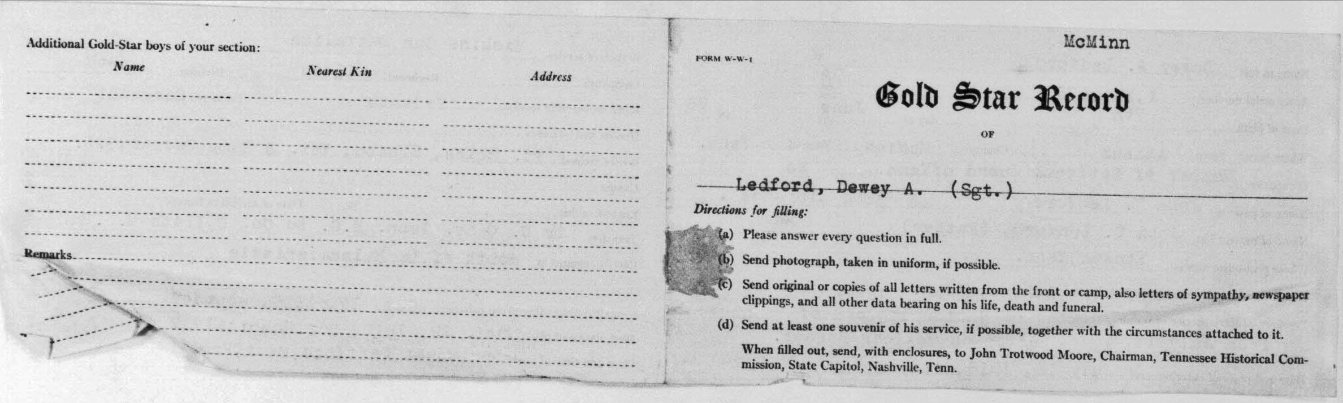 Additional Gold-Star boys of your section:
Name Nearest Kin Address
Remarks
McMinn
FORM W-W-1
Gold Star Record
OF
Ledford, Dewey A. (Sgt.)
Directions for filling:
(a) Please answer every question in full.
(b) Send photograph, taken in uniform, if possible.
(c) Send original or copies of all letters written from the front or camp, also letters of sympathy, newspaper
clippings, and all other data bearing on his life, death and funeral.
(d) Send at least one souvenir of his service, if possible, together with the circumstances attached to it.
When filled out, send, with enclosures, to John Trotwood Moore, Chairman, Tennessee Historical Com-
mission, State Capitol, Nashville, Tenn.